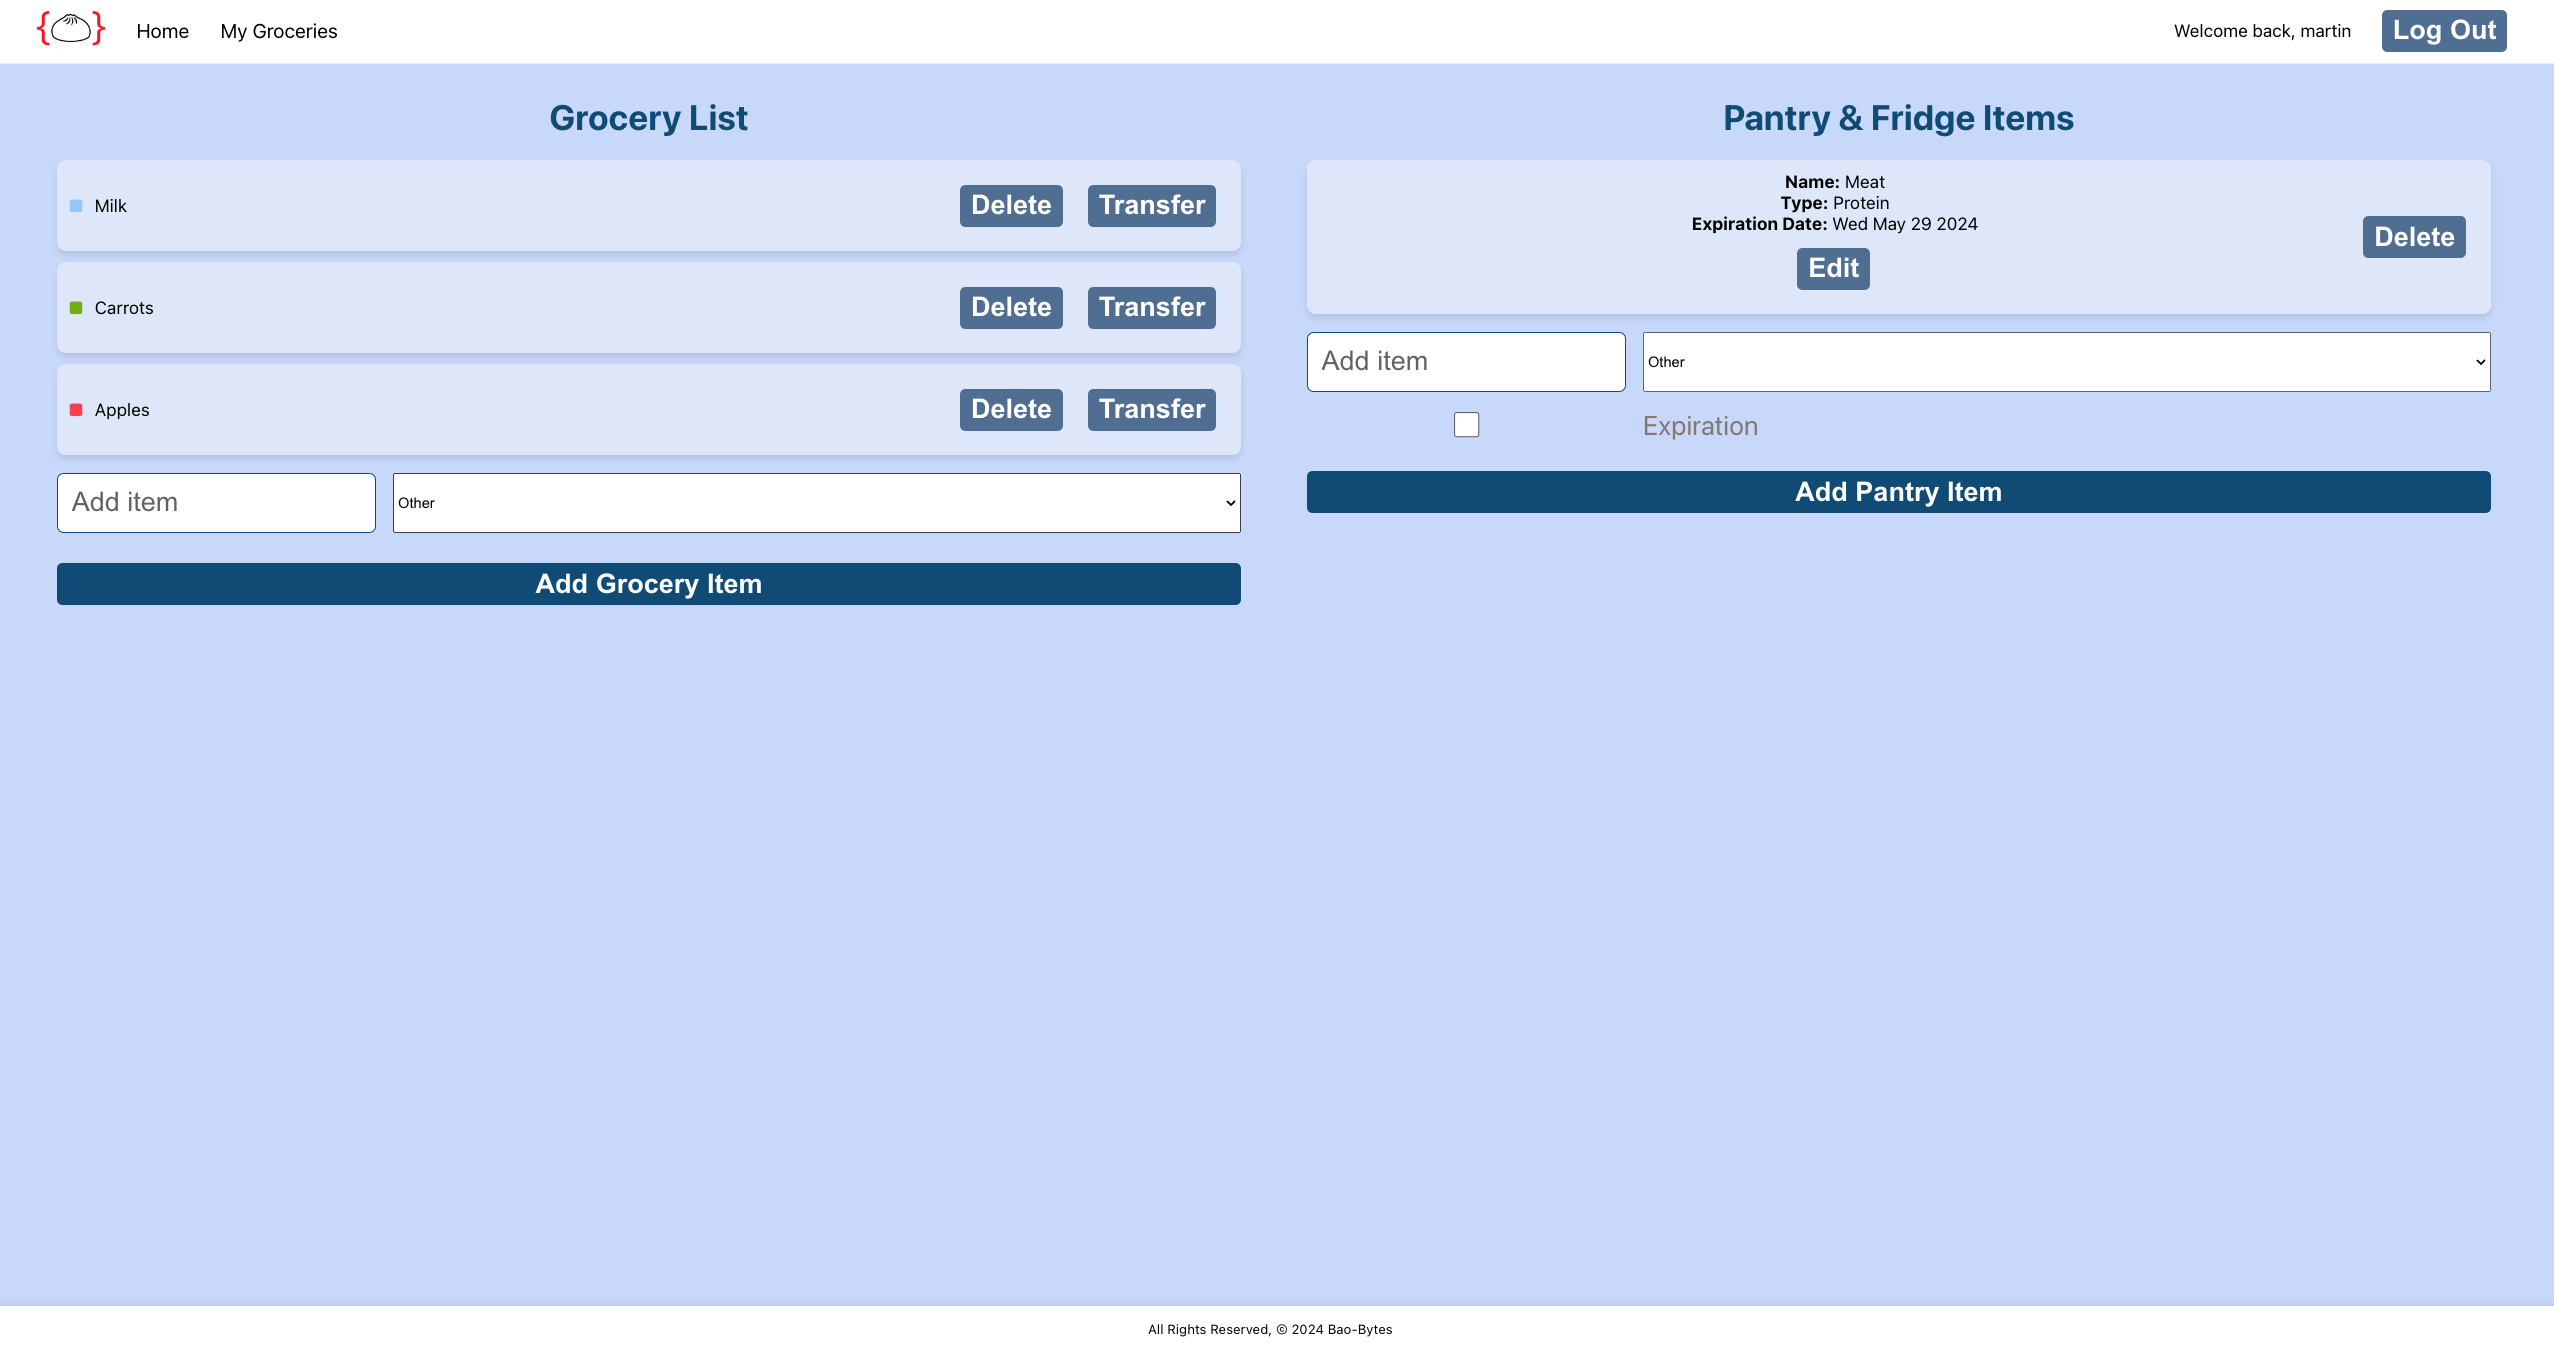 Home
My Groceries
Welcome back, martin
Log Out
Grocery List
Milk
Delete
Transfer
Carrots
Delete
Transfer
Apples
Delete
Transfer
Add item
Other
Add Grocery Item
Pantry & Fridge Items
Name: Meat
Type: Protein
Expiration Date: Wed May 29 2024
Edit
Delete
Add item
Other
Expiration
Add Pantry Item
All Rights Reserved, © 2024 Bao-Bytes